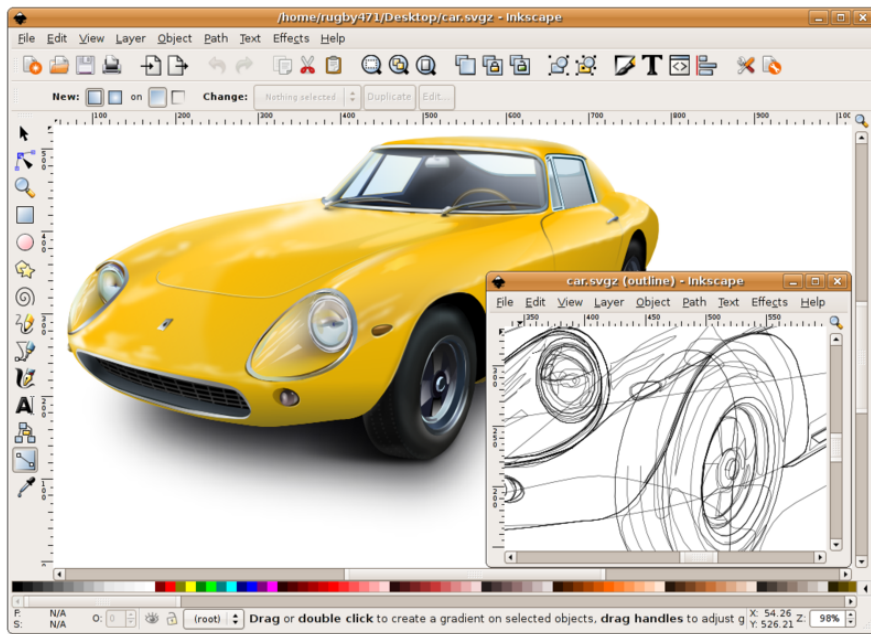 /home/rugby471/Desktop/car.svgz - Inkscape
File Edit View Layer Object Path Text Effects Help
New: on Change: Nothing selected Duplicate Edit...
100 200 300 400 500 600 700 800 900
car.svgz (outline) - Inkscape
File Edit View Layer Object Path Text Effects Help
350 400 450 500 550
F: N/A
S: N/A
O: 0
(root)
Drag or double click to create a gradient on selected objects, drag handles to adjust g
X: 54.26
Y: 526.21
Z: 98%